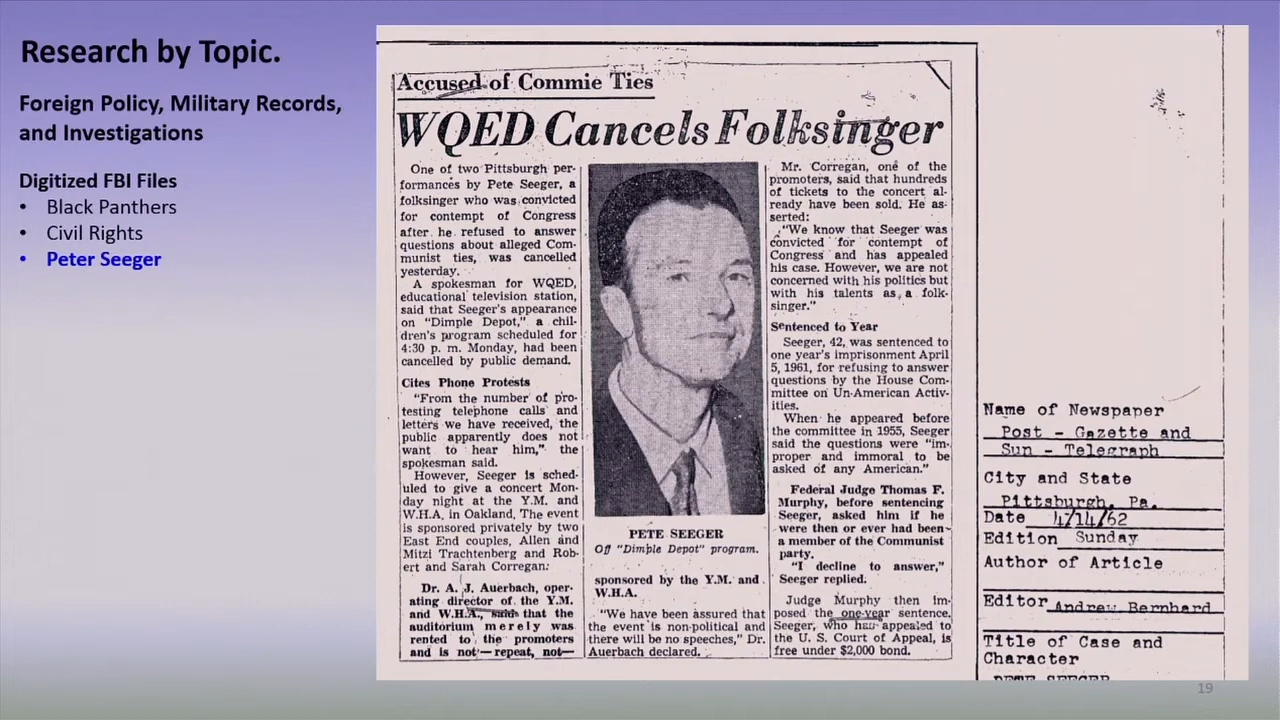 Research by Topic.
Foreign Policy, Military Records,
and Investigations
Digitized FBI Files
• Black Panthers
• Civil Rights
• Peter Seeger
Accused of Commie Ties
WQED Cancels Folksinger
One of two Pittsburgh per-
formances by Pete Seeger, a
folksinger who was convicted
for contempt of Congress
after he refused to answer
questions about alleged Com-
munist ties, was cancelled
yesterday.
A spokesman for WQED,
educational television station,
said that Seeger's appearance
on "Dimple Depot," a chil-
dren's program scheduled for
4:30 p. m. Monday, had been
cancelled by public demand.
Cites Phone Protests
"From the number of pro-
testing telephone calls and
letters we have received, the
public apparently does not
want to hear him," the
spokesman said.
However, Seeger is sched-
uled to give a concert Mon-
day night at the Y.M. and
W.H.A. in Oakland. The event
is sponsored privately by two
East End couples, Allen and
Mitzi Trachtenberg and Rob-
ert and Sarah Corregan.
Dr. A. J. Auerbach, oper-
ating director of the Y.M.
and W.H.A., said that the
auditorium merely was
rented to the promoters
and is not—repeat, not—
PETE SEEGER
Off "Dimple Depot" program.
sponsored by the Y.M. and
W.H.A.
"We have been assured that
the event is non-political and
there will be no speeches," Dr.
Auerbach declared.
Mr. Corregan, one of the
promoters, said that hundreds
of tickets to the concert al-
ready have been sold. He as-
serted:
"We know that Seeger was
convicted for contempt of
Congress and has appealed
his case. However, we are not
concerned with his politics but
with his talents as a folk-
singer."
Sentenced to Year
Seeger, 42, was sentenced to
one year's imprisonment April
5, 1961, for refusing to answer
questions by the House Com-
mittee on Un-American Activ-
ities.
When he appeared before
the committee in 1955, Seeger
said the questions were "im-
proper and immoral to be
asked of any American."
Federal Judge Thomas F.
Murphy, before sentencing
Seeger, asked him if he
were then or ever had been
a member of the Communist
party.
"I decline to answer,"
Seeger replied.
Judge Murphy then im-
posed the one-year sentence.
Seeger, who has appealed to
the U. S. Court of Appeal, is
free under $2,000 bond.
Name of Newspaper
Post - Gazette and
Sun - Telegraph
City and State
Pittsburgh, Pa.
Date 4/14/62
Edition Sunday
Author of Article
Editor Andrew Bernhard
Title of Case and
Character
PETE SEEGER
19